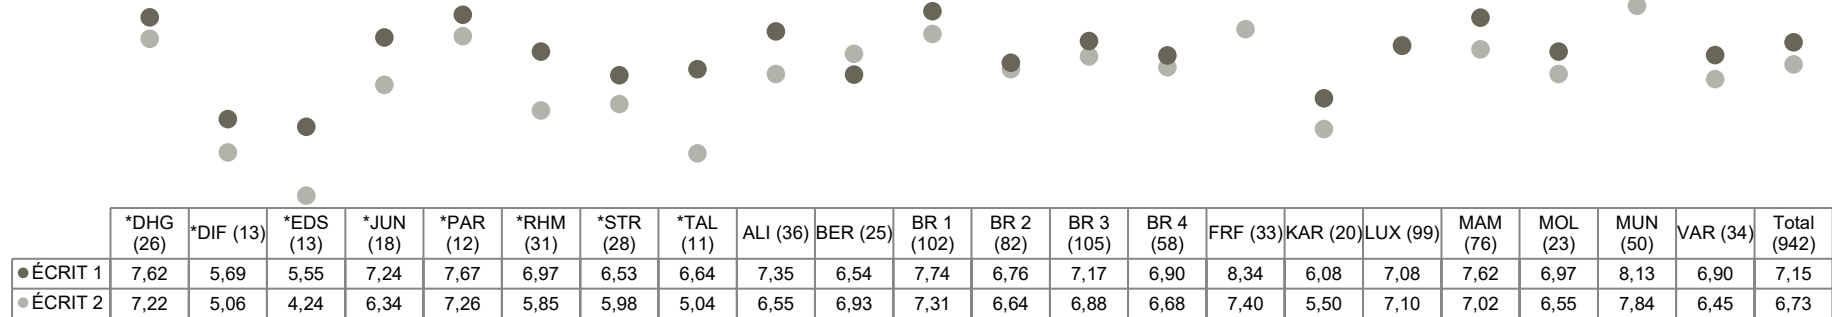 *DHG (26) *DIF (13) *EDS (13) *JUN (18) *PAR (12) *RHM (31) *STR (28) *TAL (11) ALI (36) BER (25) BR 1 (102) BR 2 (82) BR 3 (105) BR 4 (58) FRF (33) KAR (20) LUX (99) MAM (76) MOL (23) MUN (50) VAR (34) Total (942)
ÉCRIT 1 7,62 5,69 5,55 7,24 7,67 6,97 6,53 6,64 7,35 6,54 7,74 6,76 7,17 6,90 8,34 6,08 7,08 7,62 6,97 8,13 6,90 7,15
ÉCRIT 2 7,22 5,06 4,24 6,34 7,26 5,85 5,98 5,04 6,55 6,93 7,31 6,64 6,88 6,68 7,40 5,50 7,10 7,02 6,55 7,84 6,45 6,73